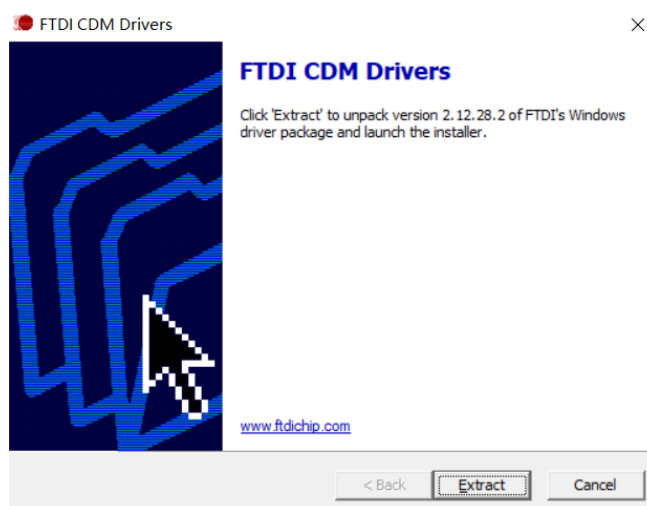 FTDI CDM Drivers
FTDI CDM Drivers
Click 'Extract' to unpack version 2.12.28.2 of FTDI's Windows
driver package and launch the installer.
www.ftdichip.com
< Back
Extract
Cancel